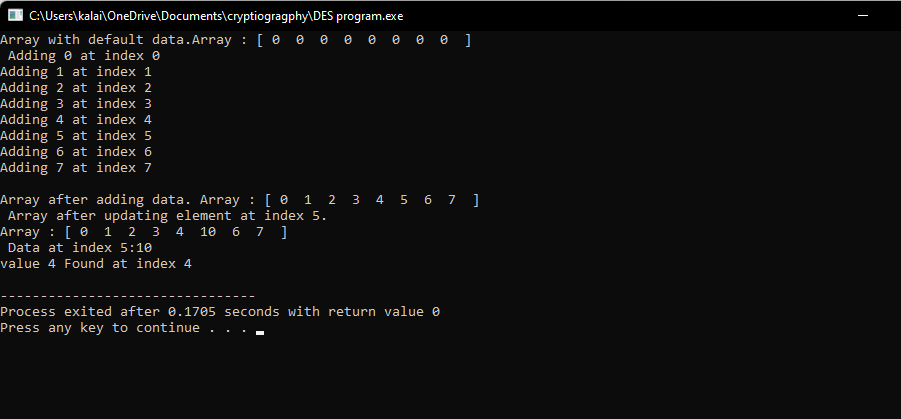 C:\Users\kalai\OneDrive\Documents\cryptiogragphy\DES program.exe
Array with default data.Array : [ 0  0  0  0  0  0  0  0  ]
 Adding 0 at index 0
Adding 1 at index 1
Adding 2 at index 2
Adding 3 at index 3
Adding 4 at index 4
Adding 5 at index 5
Adding 6 at index 6
Adding 7 at index 7
Array after adding data. Array : [ 0  1  2  3  4  5  6  7  ]
 Array after updating element at index 5.
Array : [ 0  1  2  3  4  10  6  7  ]
 Data at index 5:10
value 4 Found at index 4
--------------------------------
Process exited after 0.1705 seconds with return value 0
Press any key to continue . . .